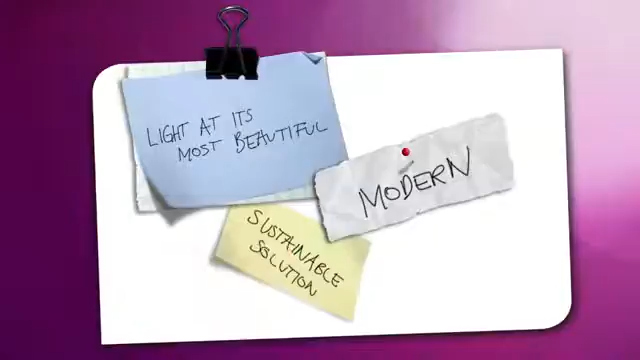 LIGHT AT ITS
MOST BEAUTIFUL
MODERN
SUSTAINABLE
SOLUTION